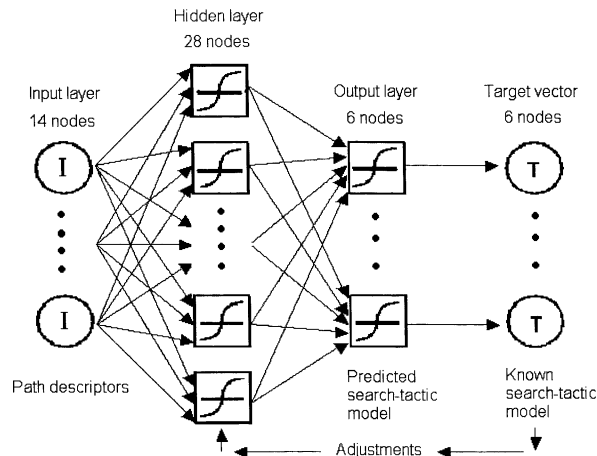 Hidden layer
28 nodes
Input layer
14 nodes
Output layer
6 nodes
Target vector
6 nodes
I
T
I
T
Path descriptors
Predicted
search-tactic
model
Known
search-tactic
model
Adjustments